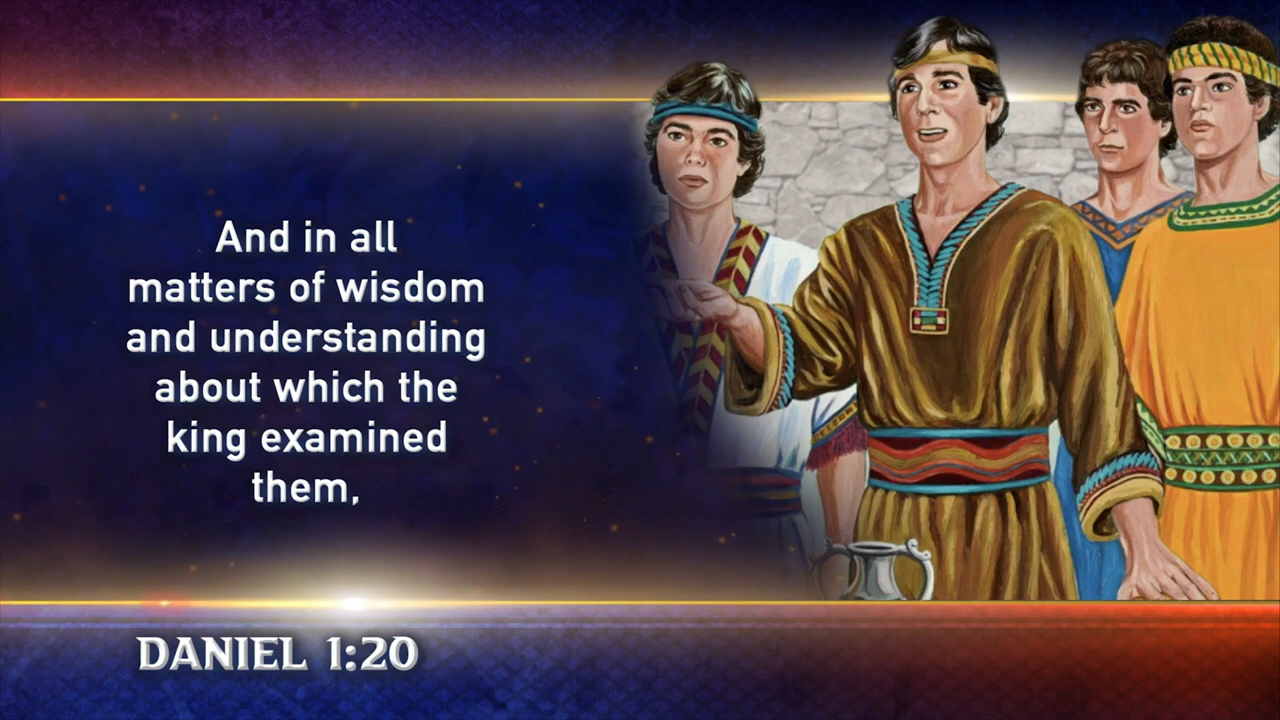 And in all
matters of wisdom
and understanding
about which the
king examined
them,
DANIEL 1:20